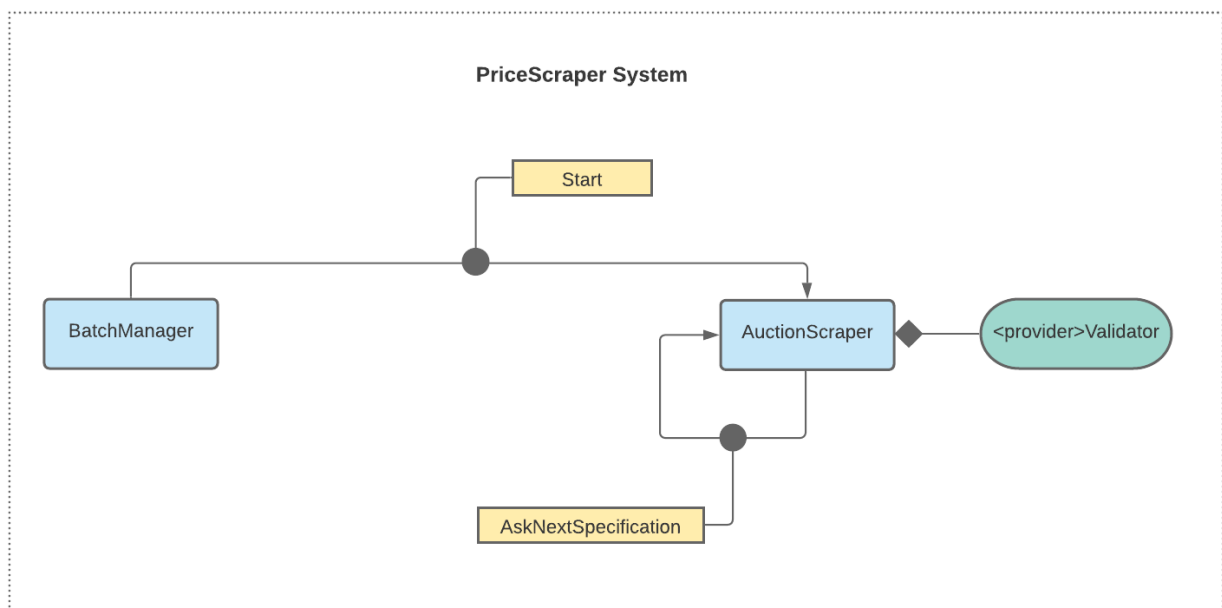 PriceScraper System
Start
BatchManager
AuctionScraper
<provider>Validator
AskNextSpecification